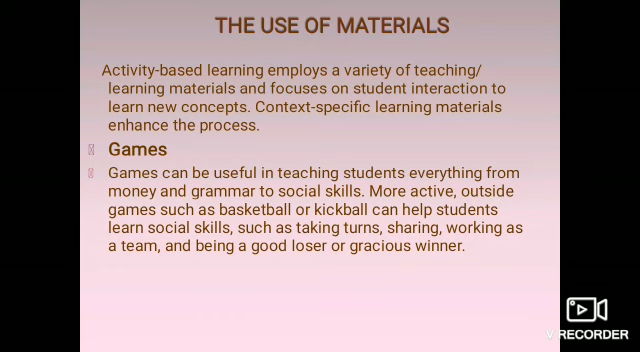 THE USE OF MATERIALS
Activity-based learning employs a variety of teaching/
learning materials and focuses on student interaction to
learn new concepts. Context-specific learning materials
enhance the process.
Games
Games can be useful in teaching students everything from
money and grammar to social skills. More active, outside
games such as basketball or kickball can help students
learn social skills, such as taking turns, sharing, working as
a team, and being a good loser or gracious winner.
V RECORDER